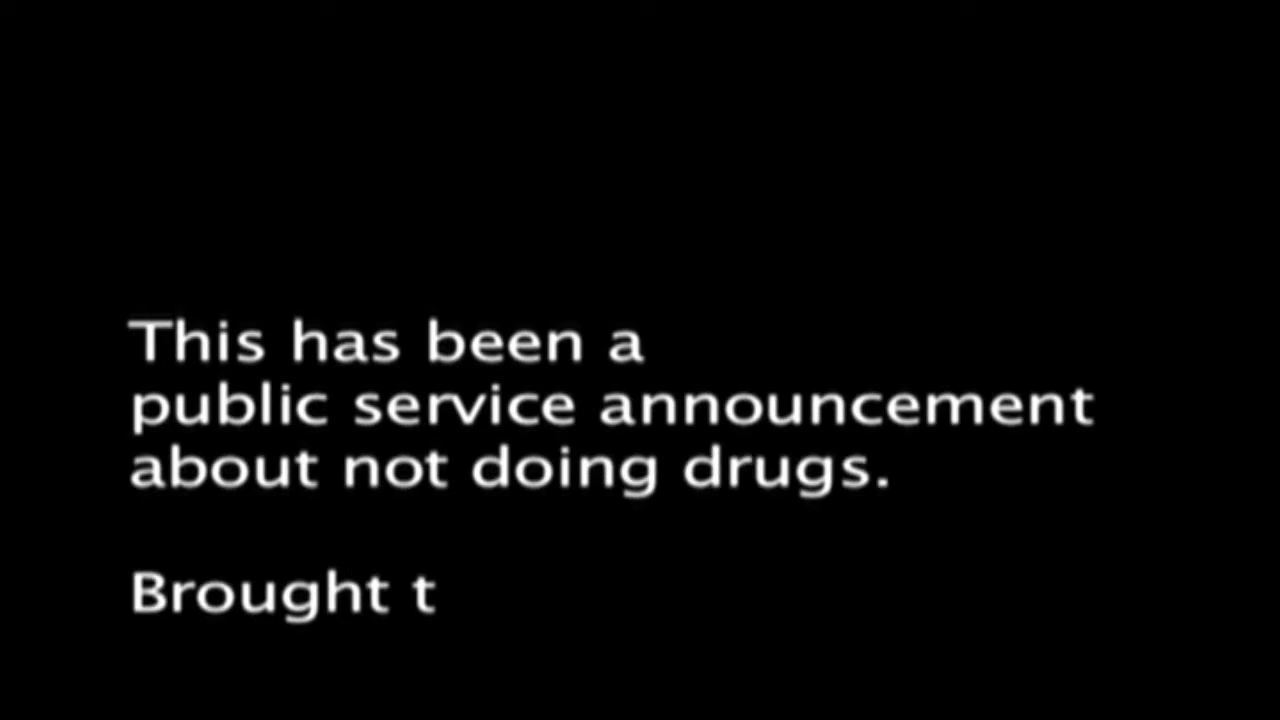 This has been a
public service announcement
about not doing drugs.
Brought t